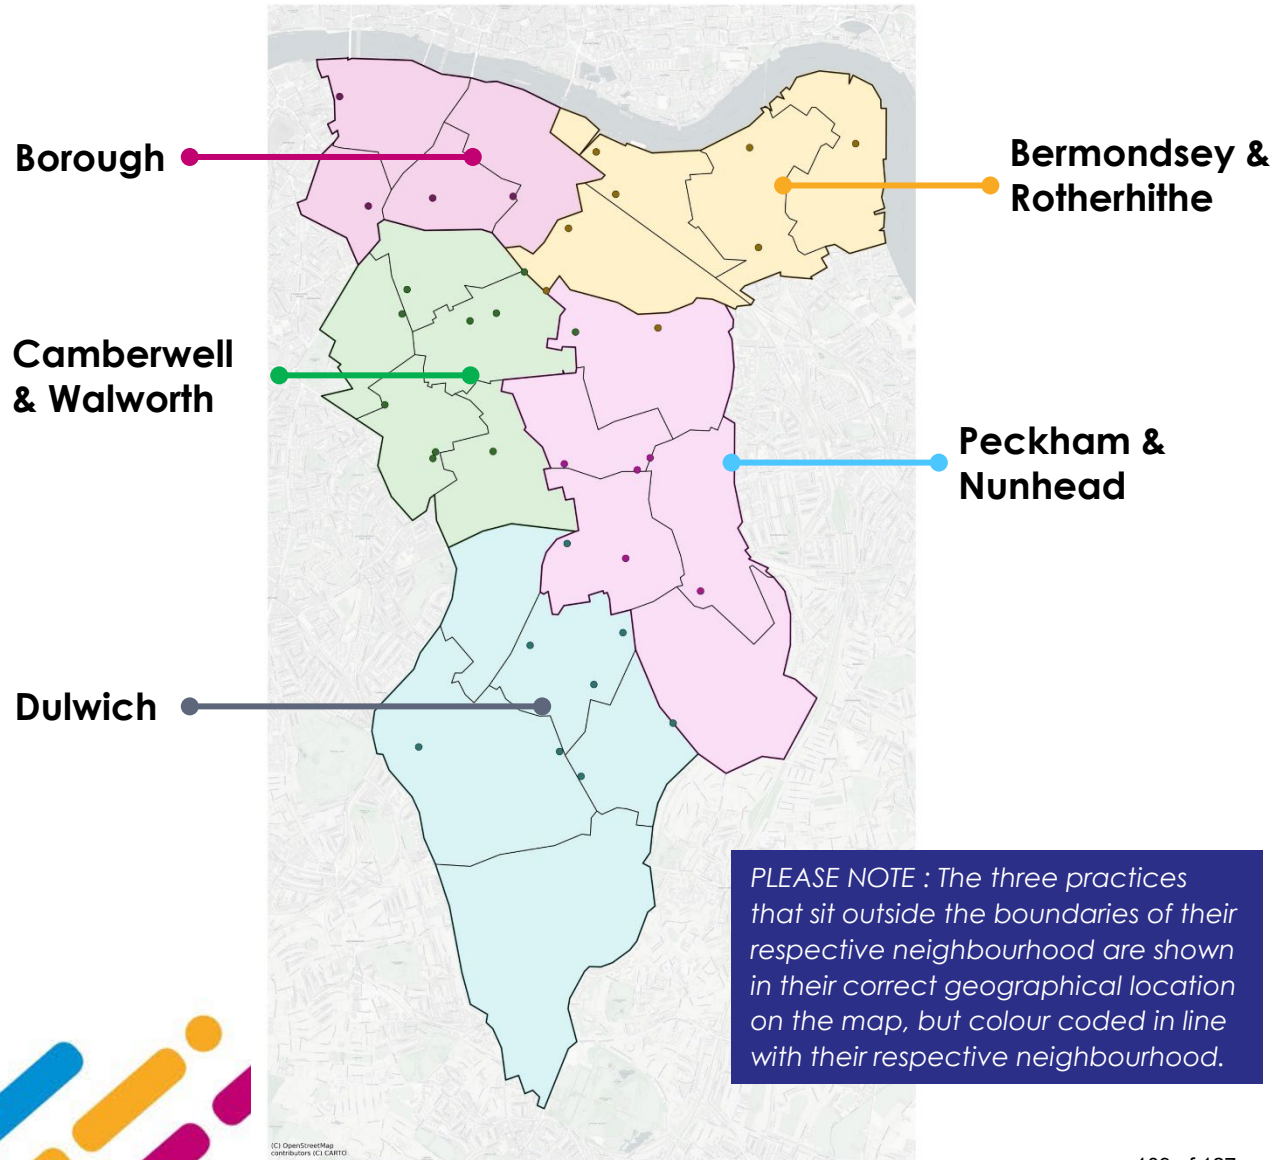 Borough
Bermondsey &
Rotherhithe
Camberwell
& Walworth
Peckham &
Nunhead
Dulwich
PLEASE NOTE : The three practices
that sit outside the boundaries of their
respective neighbourhood are shown
in their correct geographical location
on the map, but colour coded in line
with their respective neighbourhood.
(C) OpenStreetMap
contributors (C) CARTO